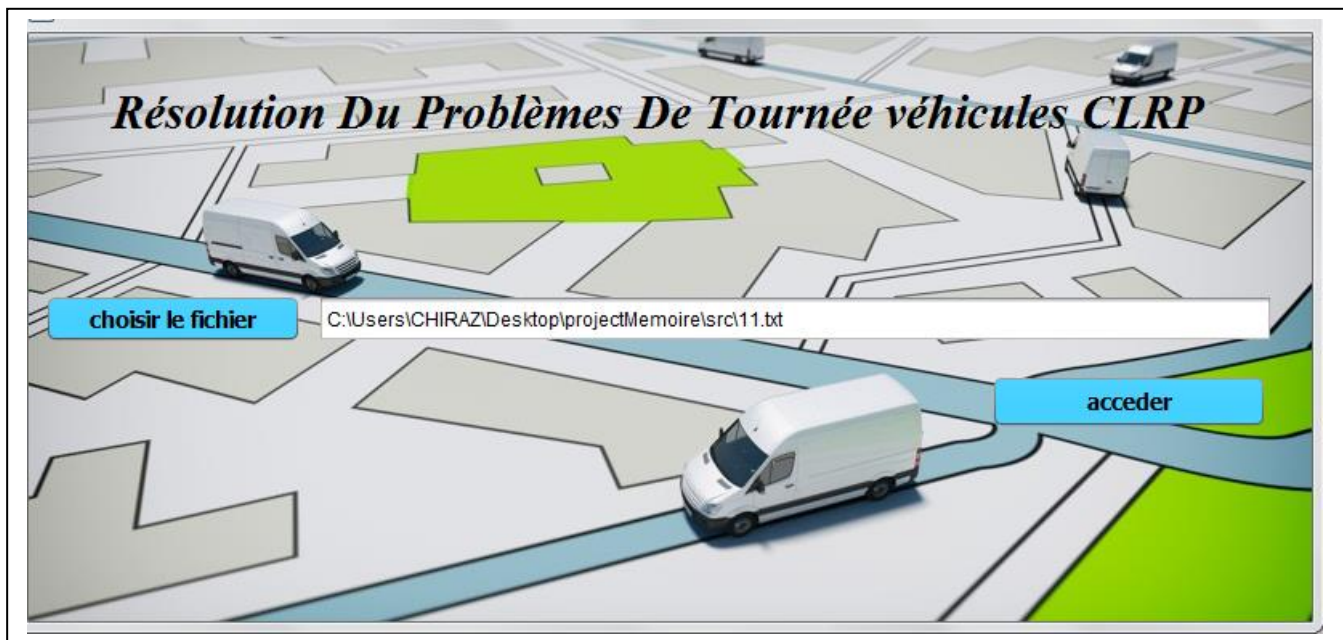 Résolution Du Problèmes De Tournée véhicules CLRP
choisir le fichier
C:\Users\CHIRAZ\Desktop\projectMemoire\src\11.txt
acceder